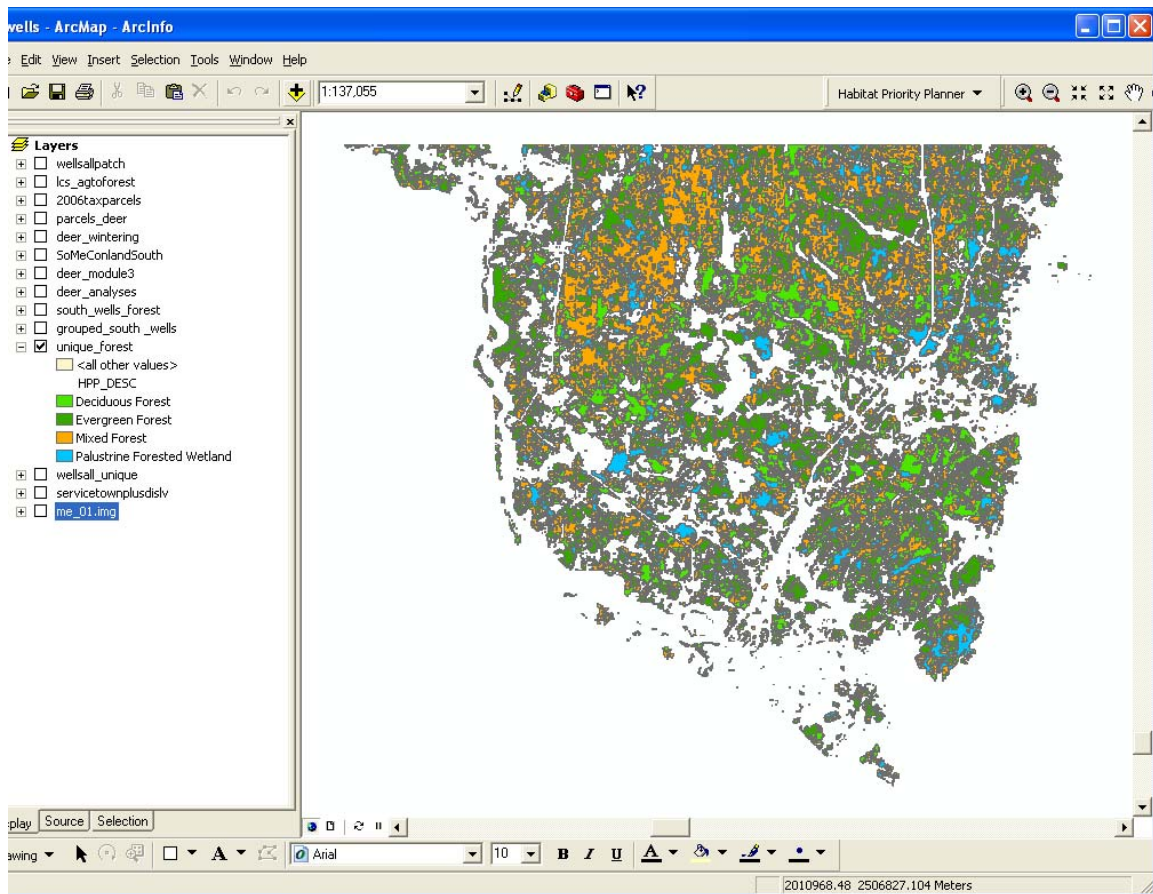 wells - ArcMap - ArcInfo
Edit View Insert Selection Tools Window Help
1:137,055
Habitat Priority Planner
Layers
wellsallpatch
lcs_agtoforest
2006taxparcels
parcels_deer
deer_wintering
SoMeConlandSouth
deer_module3
deer_analyses
south_wells_forest
grouped_south _wells
unique_forest
<all other values>
HPP_DESC
Deciduous Forest
Evergreen Forest
Mixed Forest
Palustrine Forested Wetland
wellsall_unique
servicetownplusdislv
me_01.img
play Source Selection
awing A Arial 10 B I U A
2010968.48 2506827.104 Meters